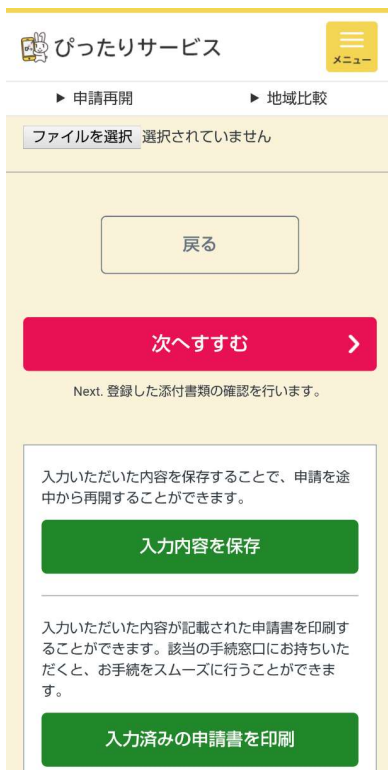 ぴったりサービス
メニュー
▶ 申請再開
▶ 地域比較
ファイルを選択 選択されていません
戻る
次へすすむ
Next. 登録した添付書類の確認を行います。
入力いただいた内容を保存することで、申請を途
中から再開することができます。
入力内容を保存
入力いただいた内容が記載された申請書を印刷す
ることができます。該当の手続窓口にお持ちいた
だくと、お手続をスムーズに行うことができま
す。
入力済みの申請書を印刷